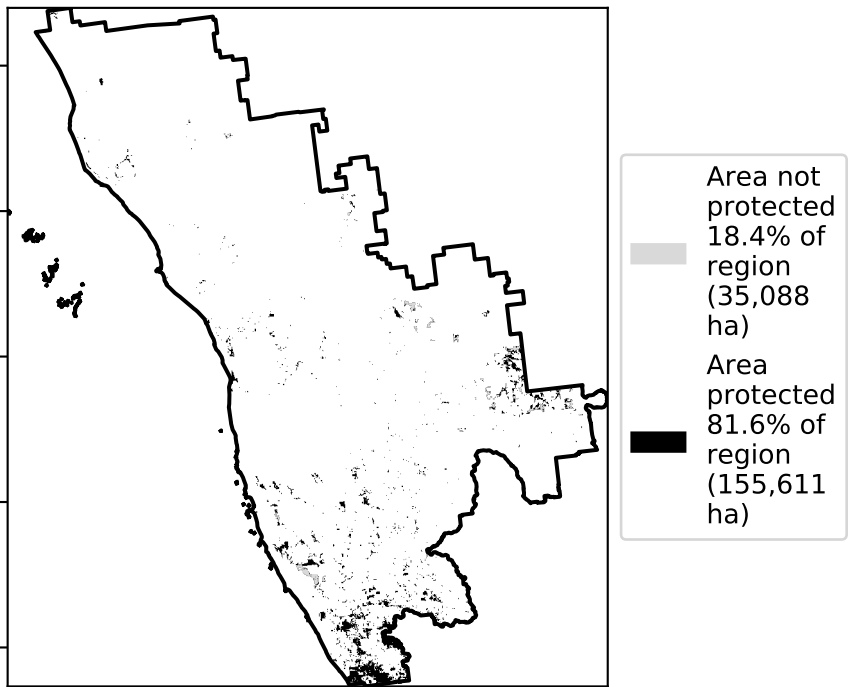 Area not
protected
18.4% of
region
(35,088
ha)
Area
protected
81.6% of
region
(155,611
ha)